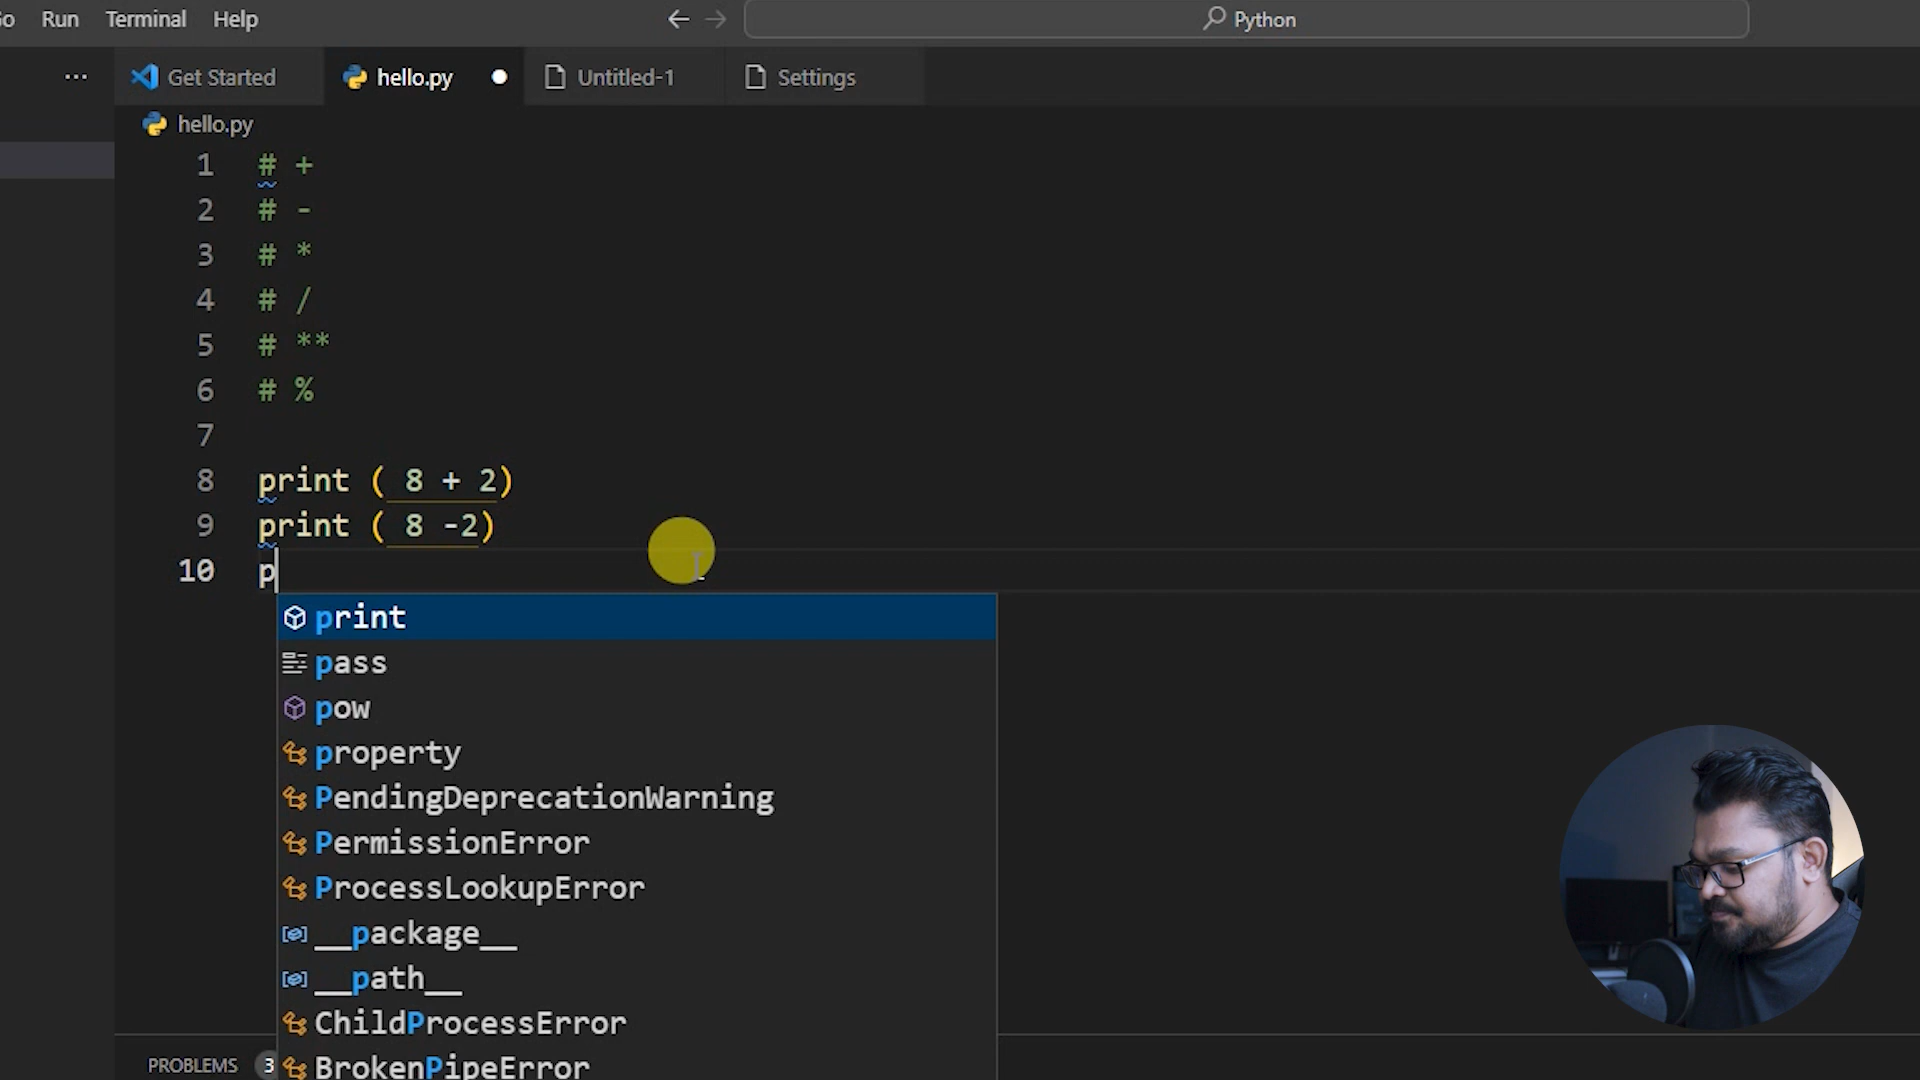 Run Terminal Help Python
Get Started hello.py Untitled-1 Settings
hello.py
1 # +
2 # -
3 # *
4 # /
5 # **
6 # %
7
8 print ( 8 + 2)
9 print ( 8 -2)
10 p
print
pass
pow
property
PendingDeprecationWarning
PermissionError
ProcessLookupError
__package__
__path__
ChildProcessError
BrokenPipeError
PROBLEMS 3